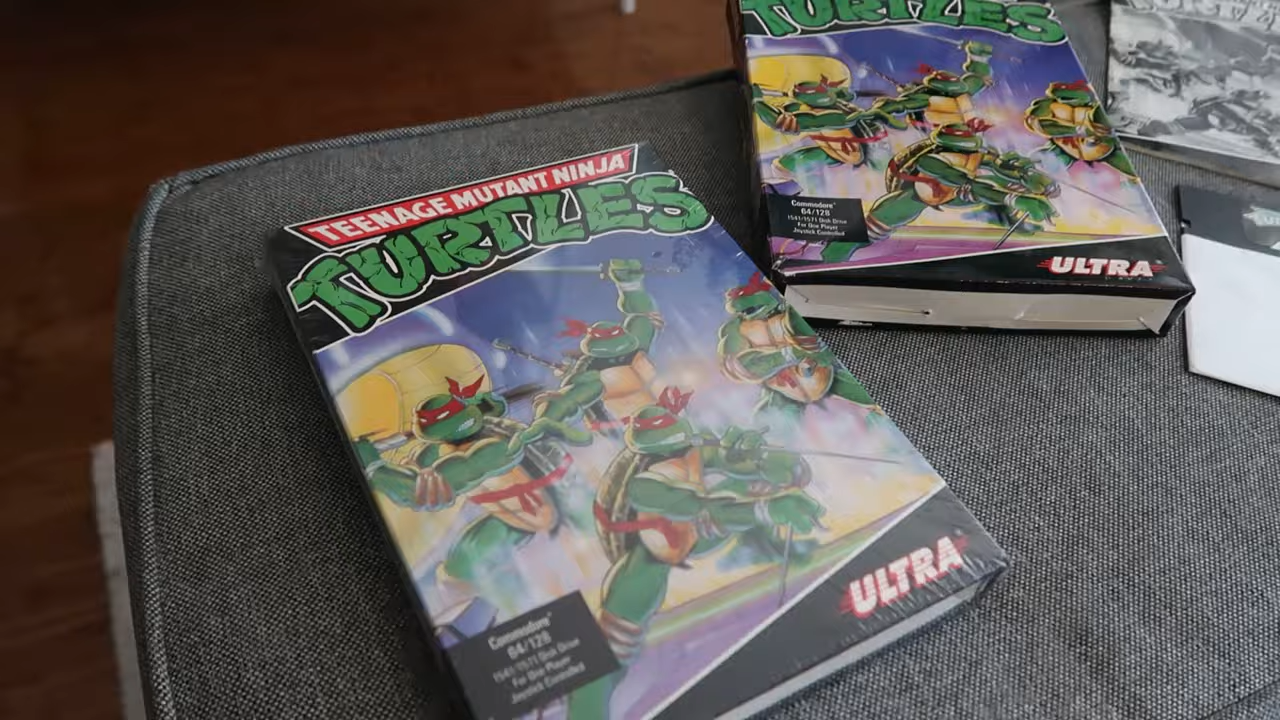 TEENAGE MUTANT NINJA
TURTLES
Commodore
64/128
1541/1571 Disk Drive
For One Player
Joystick Controlled
ULTRA
TURTLES
Commodore
64/128
1541/1571 Disk Drive
For One Player
Joystick Controlled
ULTRA